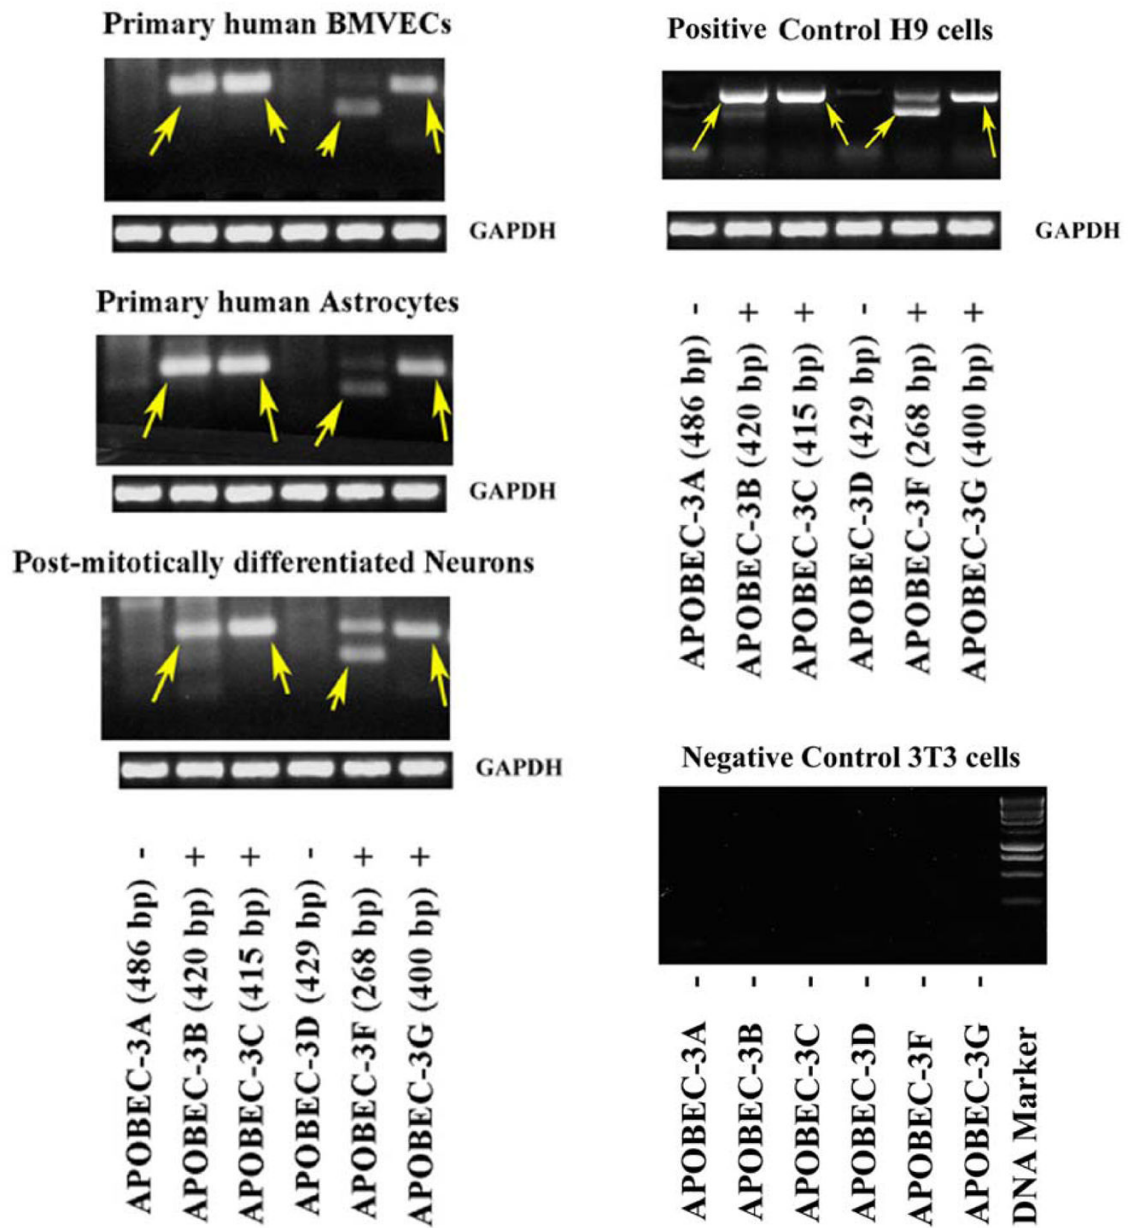 Primary human BMVECs
GAPDH
Primary human Astrocytes
GAPDH
Post-mitotically differentiated Neurons
GAPDH
APOBEC-3A (486 bp) -
APOBEC-3B (420 bp) +
APOBEC-3C (415 bp) +
APOBEC-3D (429 bp) -
APOBEC-3F (268 bp) +
APOBEC-3G (400 bp) +
Positive Control H9 cells
GAPDH
APOBEC-3A (486 bp) -
APOBEC-3B (420 bp) +
APOBEC-3C (415 bp) +
APOBEC-3D (429 bp) -
APOBEC-3F (268 bp) +
APOBEC-3G (400 bp) +
Negative Control 3T3 cells
APOBEC-3A -
APOBEC-3B -
APOBEC-3C -
APOBEC-3D -
APOBEC-3F -
APOBEC-3G -
DNA Marker